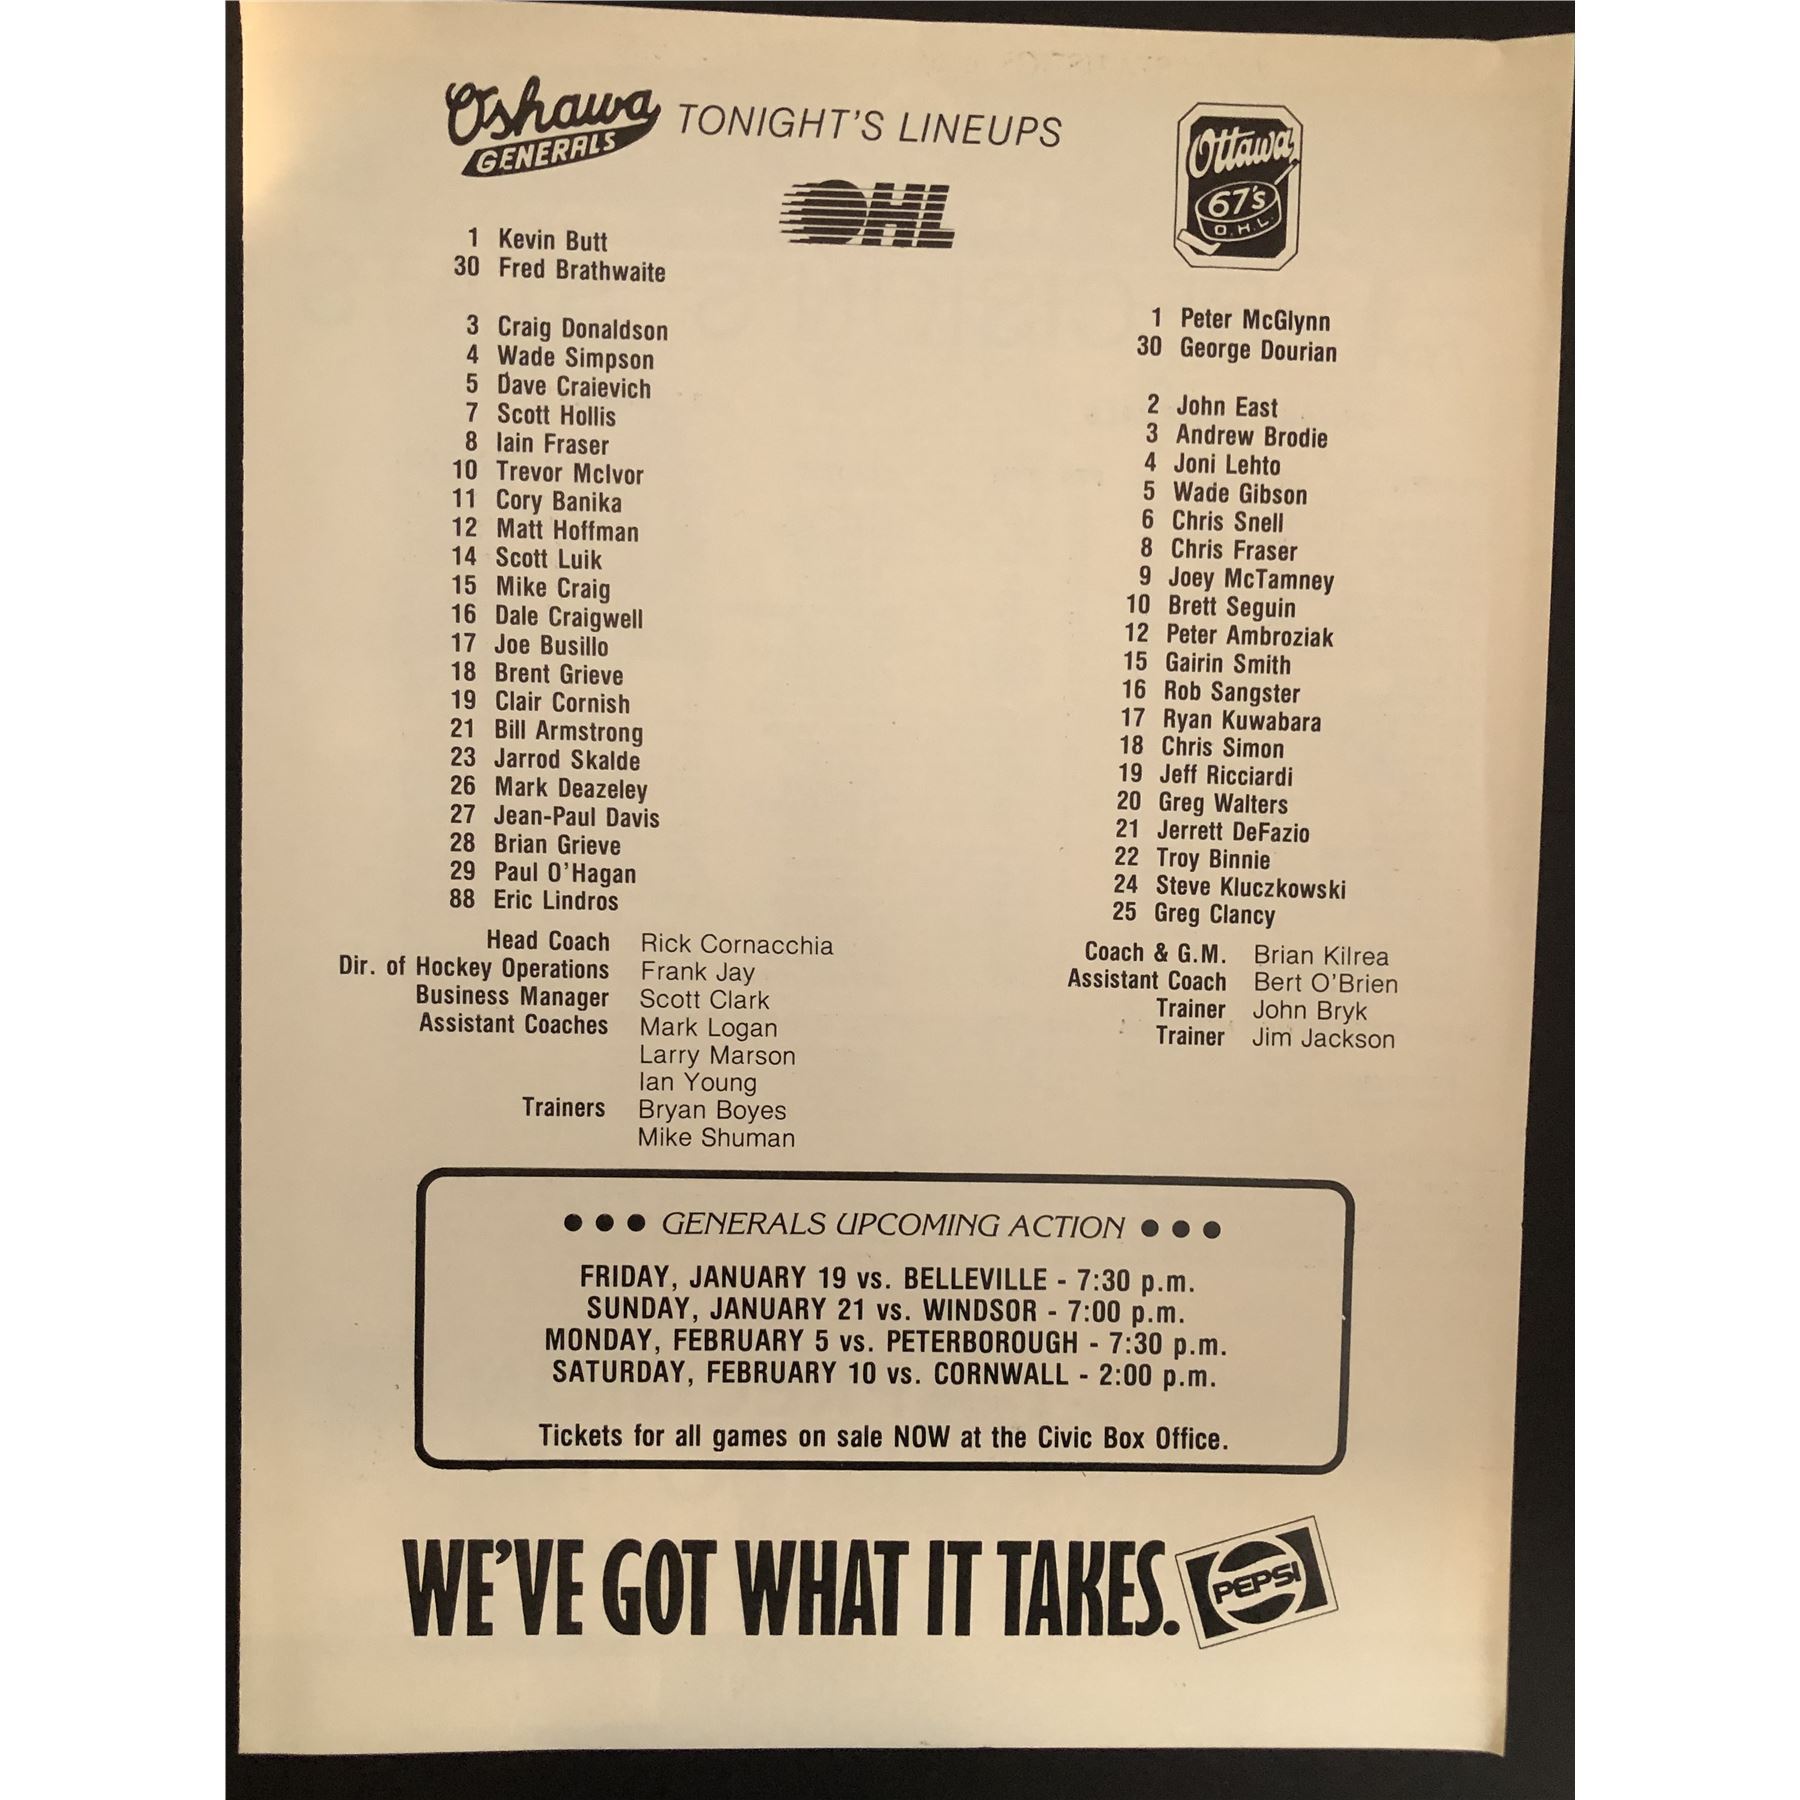 Oshawa
GENERALS
TONIGHT'S LINEUPS
OHL
Ottawa
67's
O.H.L.
1 Kevin Butt
30 Fred Brathwaite
3 Craig Donaldson
4 Wade Simpson
5 Dave Craievich
7 Scott Hollis
8 Iain Fraser
10 Trevor McIvor
11 Cory Banika
12 Matt Hoffman
14 Scott Luik
15 Mike Craig
16 Dale Craigwell
17 Joe Busillo
18 Brent Grieve
19 Clair Cornish
21 Bill Armstrong
23 Jarrod Skalde
26 Mark Deazeley
27 Jean-Paul Davis
28 Brian Grieve
29 Paul O'Hagan
88 Eric Lindros
Head Coach Rick Cornacchia
Dir. of Hockey Operations Frank Jay
Business Manager Scott Clark
Assistant Coaches Mark Logan
Larry Marson
Ian Young
Trainers Bryan Boyes
Mike Shuman
1 Peter McGlynn
30 George Dourian
2 John East
3 Andrew Brodie
4 Joni Lehto
5 Wade Gibson
6 Chris Snell
8 Chris Fraser
9 Joey McTamney
10 Brett Seguin
12 Peter Ambroziak
15 Gairin Smith
16 Rob Sangster
17 Ryan Kuwabara
18 Chris Simon
19 Jeff Ricciardi
20 Greg Walters
21 Jerrett DeFazio
22 Troy Binnie
24 Steve Kluczkowski
25 Greg Clancy
Coach & G.M. Brian Kilrea
Assistant Coach Bert O'Brien
Trainer John Bryk
Trainer Jim Jackson
● ● ● GENERALS UPCOMING ACTION ● ● ●
FRIDAY, JANUARY 19 vs. BELLEVILLE - 7:30 p.m.
SUNDAY, JANUARY 21 vs. WINDSOR - 7:00 p.m.
MONDAY, FEBRUARY 5 vs. PETERBOROUGH - 7:30 p.m.
SATURDAY, FEBRUARY 10 vs. CORNWALL - 2:00 p.m.
Tickets for all games on sale NOW at the Civic Box Office.
WE'VE GOT WHAT IT TAKES.
PEPSI